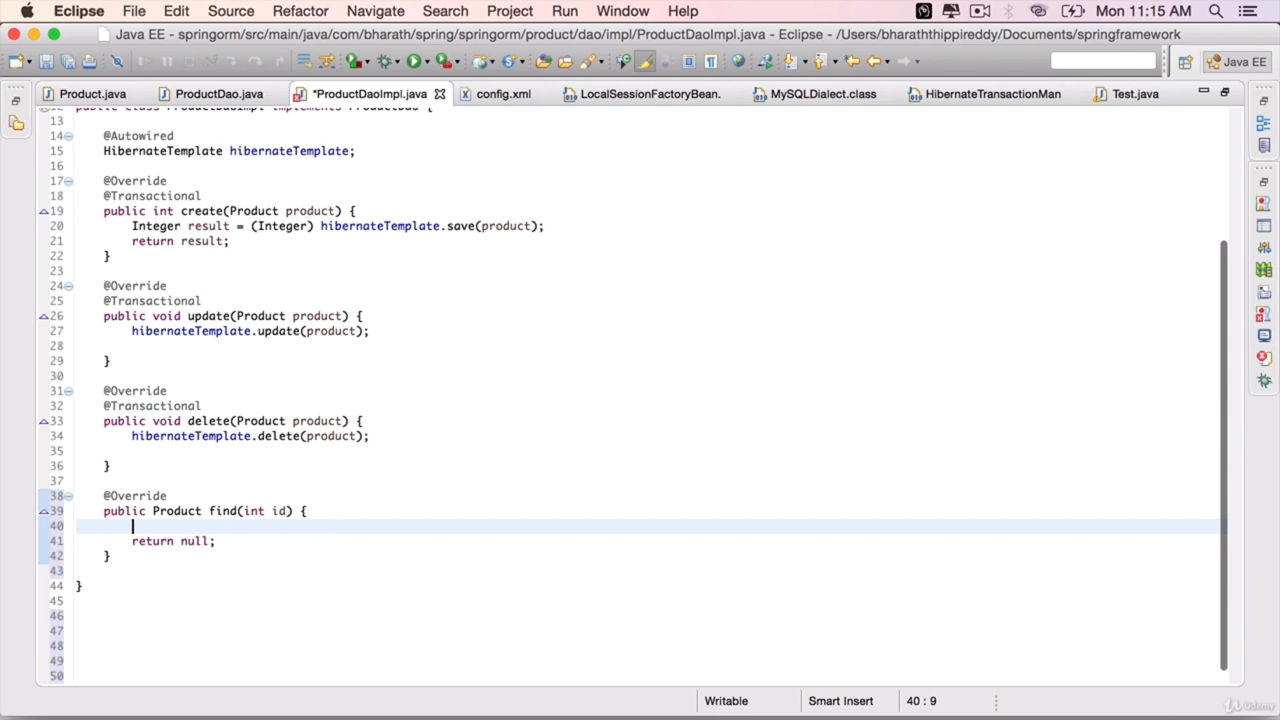 Eclipse File Edit Source Refactor Navigate Search Project Run Window Help Mon 11:15 AM
Java EE - springorm/src/main/java/com/bharath/spring/springorm/product/dao/impl/ProductDaoImpl.java - Eclipse - /Users/bharaththippireddy/Documents/springframework
Java EE
Product.java ProductDao.java *ProductDaoImpl.java config.xml LocalSessionFactoryBean. MySQLDialect.class HibernateTransactionMan Test.java
12 public class ProductDaoImpl implements ProductDao {
13
14 @Autowired
15 HibernateTemplate hibernateTemplate;
16
17 @Override
18 @Transactional
19 public int create(Product product) {
20 Integer result = (Integer) hibernateTemplate.save(product);
21 return result;
22 }
23
24 @Override
25 @Transactional
26 public void update(Product product) {
27 hibernateTemplate.update(product);
28
29 }
30
31 @Override
32 @Transactional
33 public void delete(Product product) {
34 hibernateTemplate.delete(product);
35
36 }
37
38 @Override
39 public Product find(int id) {
40
41 return null;
42 }
43
44 }
45
46
47
48
49
50
Writable Smart Insert 40 : 9
Udemy